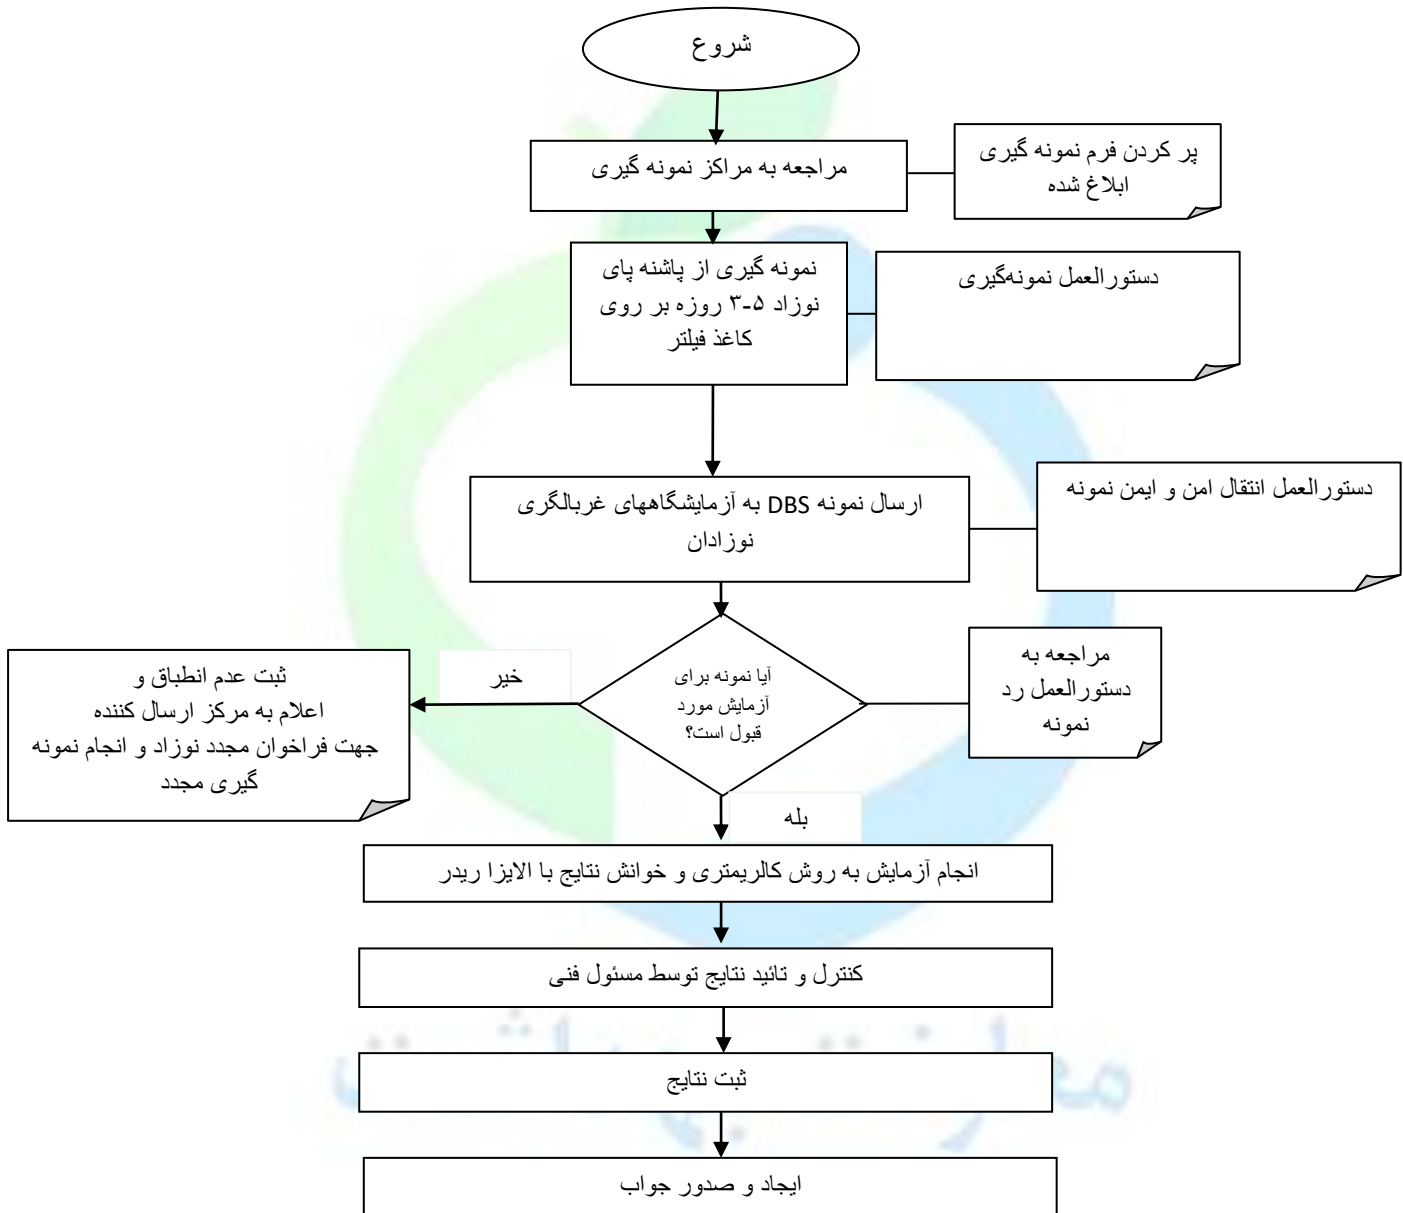 شروع
مراجعه به مراکز نمونه گیری
پر کردن فرم نمونه گیری
ابلاغ شده
نمونه گیری از پاشنه پای
نوزاد ۵-۳ روزه بر روی
کاغذ فیلتر
دستورالعمل نمونه‌گیری
ارسال نمونه DBS به آزمایشگاههای غربالگری
نوزادان
دستورالعمل انتقال امن و ایمن نمونه
آیا نمونه برای
آزمایش مورد
قبول است؟
مراجعه به
دستورالعمل رد
نمونه
خیر
ثبت عدم انطباق و
اعلام به مرکز ارسال کننده
جهت فراخوان مجدد نوزاد و انجام نمونه
گیری مجدد
بله
انجام آزمایش به روش کالریمتری و خوانش نتایج با الایزا ریدر
کنترل و تائید نتایج توسط مسئول فنی
ثبت نتایج
ایجاد و صدور جواب